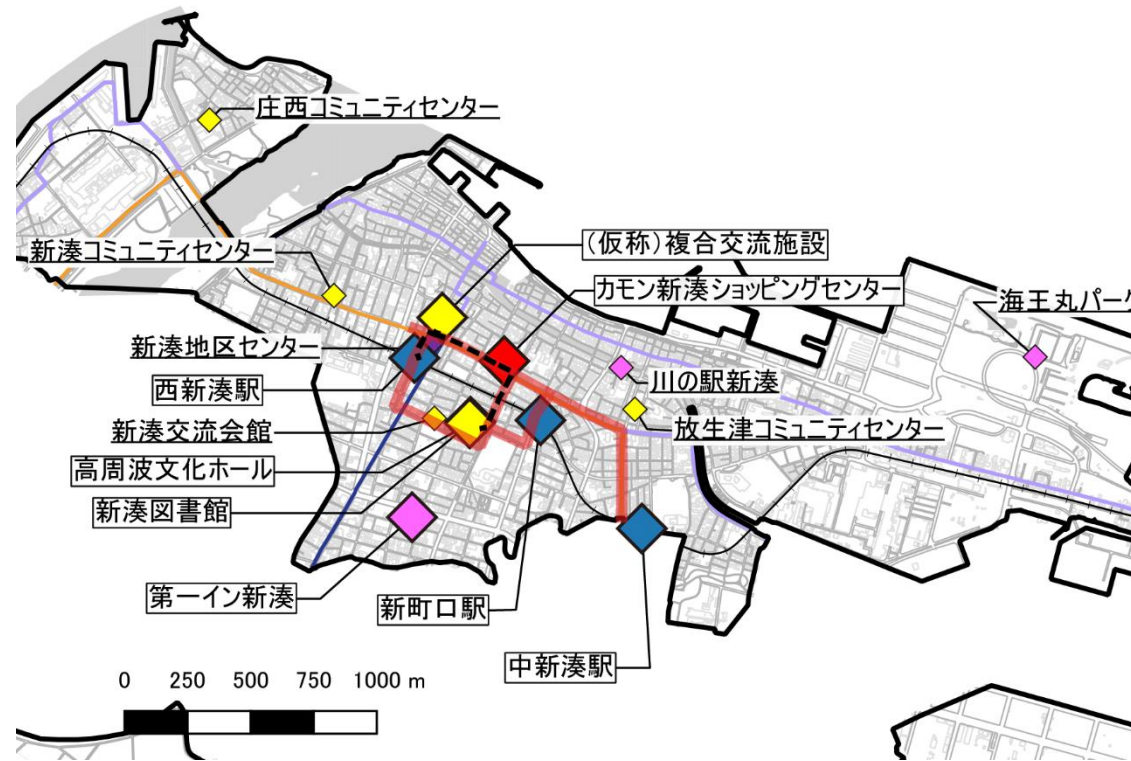 庄西コミュニティセンター
新湊コミュニティセンター
(仮称)複合交流施設
カモン新湊ショッピングセンター
海王丸パーク
新湊地区センター
西新湊駅
川の駅新湊
新湊交流会館
放生津コミュニティセンター
高周波文化ホール
新湊図書館
第一イン新湊
新町口駅
中新湊駅
0 250 500 750 1000 m